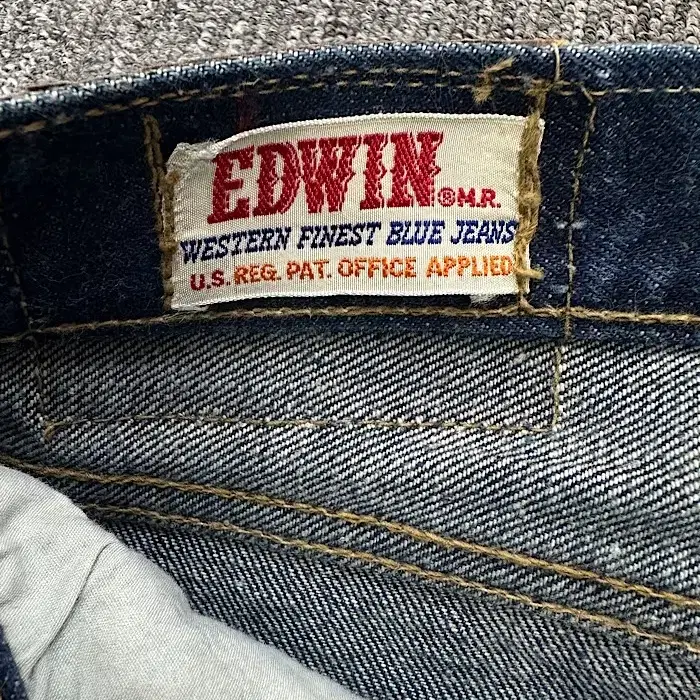 EDWIN® M.R.
WESTERN FINEST BLUE JEANS
U.S. REG. PAT. OFFICE APPLIED